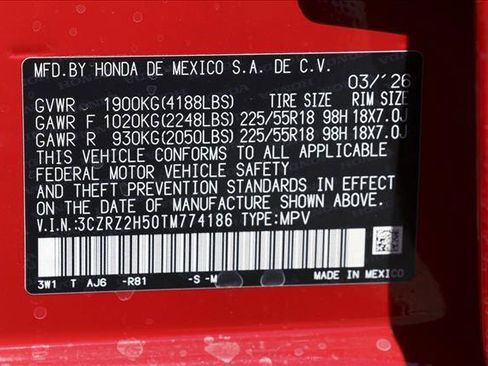 MFD.BY HONDA DE MEXICO S.A. DE C.V.
03/'26
GVWR 1900KG(4188LBS) TIRE SIZE RIM SIZE
GAWR F 1020KG(2248LBS) 225/55R18 98H 18X7.0J
GAWR R 930KG(2050LBS) 225/55R18 98H 18X7.0J
THIS VEHICLE CONFORMS TO ALL APPLICABLE
FEDERAL MOTOR VEHICLE SAFETY
AND THEFT PREVENTION STANDARDS IN EFFECT
ON THE DATE OF MANUFACTURE SHOWN ABOVE.
V.I.N:3CZRZ2H50TM774186 TYPE:MPV
3W1 T AJ6 -R81 -S -M MADE IN MEXICO